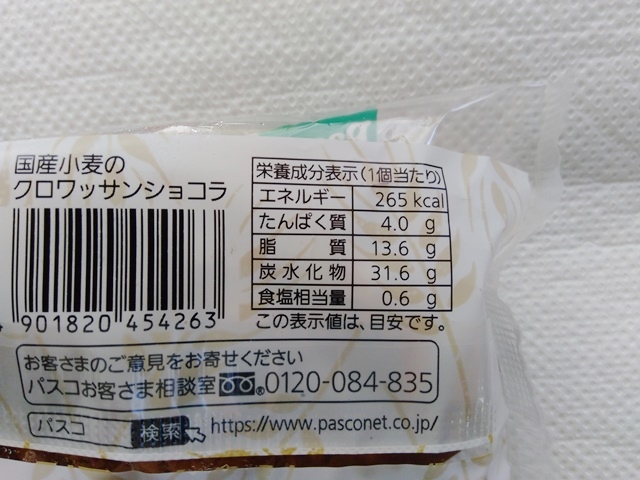 国産小麦の
クロワッサンショコラ
4 901820 454263
栄養成分表示(1個当たり)
エネルギー 265 kcal
たんぱく質 4.0 g
脂質 13.6 g
炭水化物 31.6 g
食塩相当量 0.6 g
この表示値は、目安です。
お客さまのご意見をお寄せください
パスコお客さま相談室 ®0120-084-835
パスコ 検索 https://www.pasconet.co.jp/